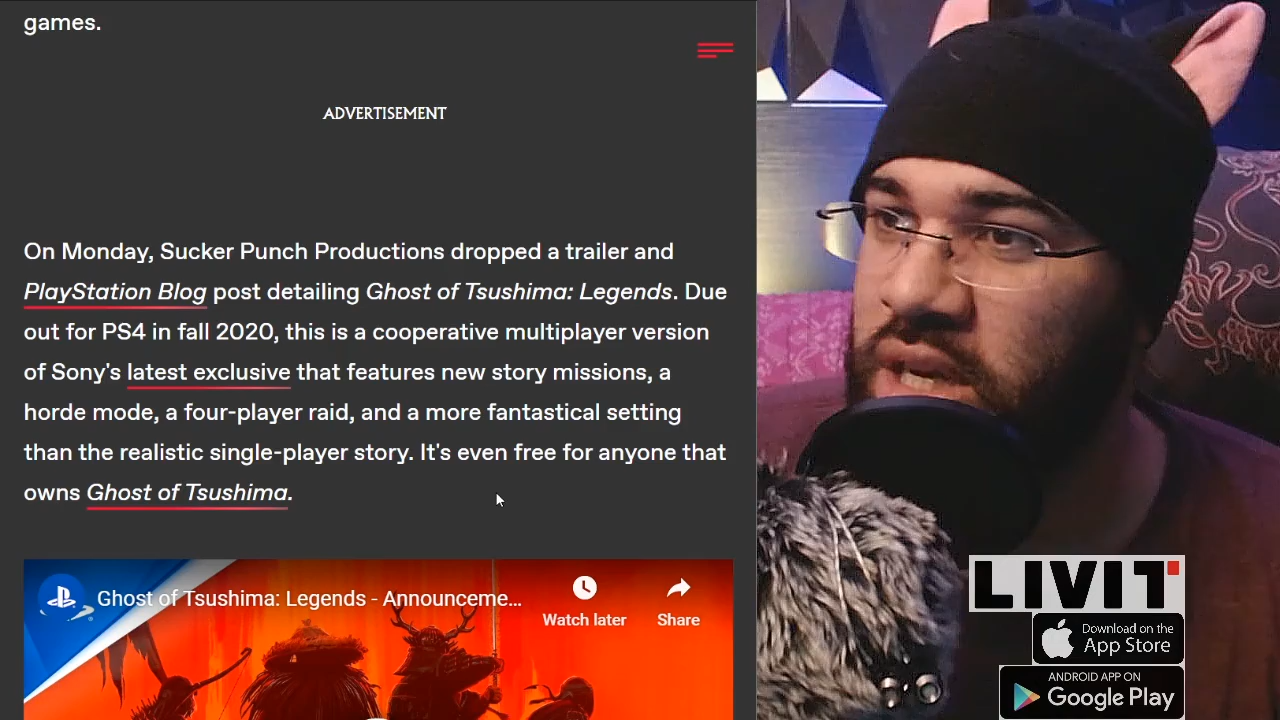 games.
ADVERTISEMENT
On Monday, Sucker Punch Productions dropped a trailer and
PlayStation Blog post detailing Ghost of Tsushima: Legends. Due
out for PS4 in fall 2020, this is a cooperative multiplayer version
of Sony's latest exclusive that features new story missions, a
horde mode, a four-player raid, and a more fantastical setting
than the realistic single-player story. It's even free for anyone that
owns Ghost of Tsushima.
Ghost of Tsushima: Legends - Announceme...
Watch later
Share
LIVIT
Download on the
App Store
ANDROID APP ON
Google Play